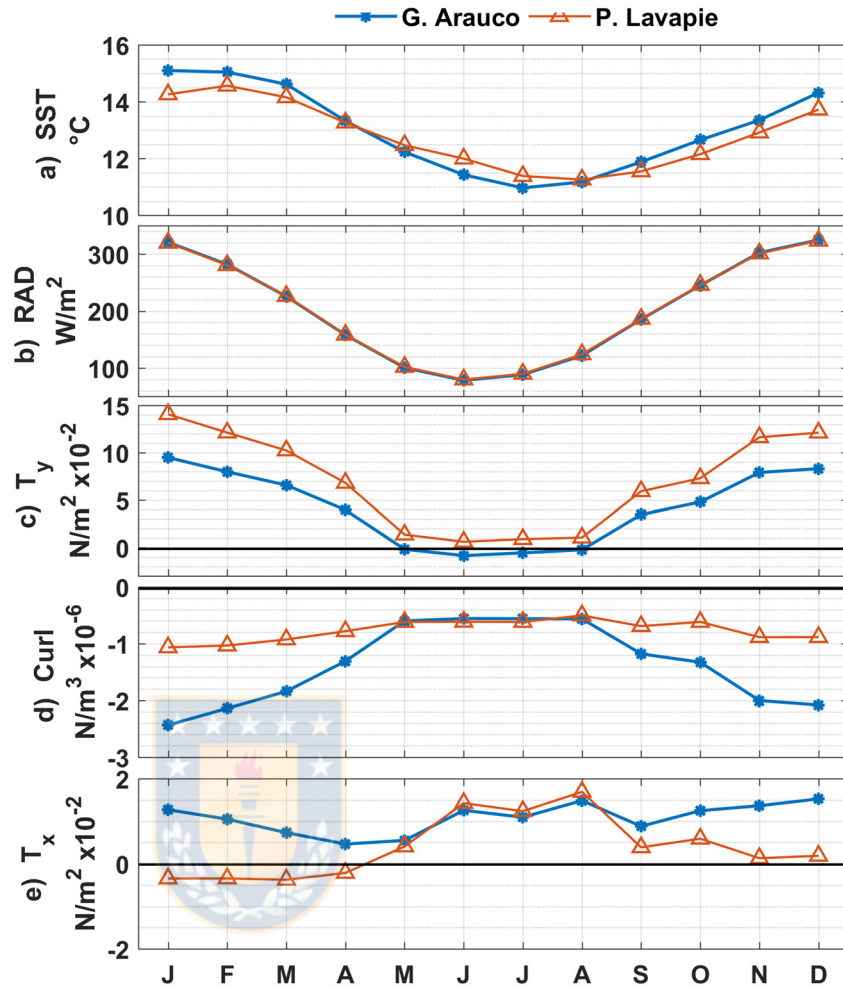 G. Arauco P. Lavapie
a) SST
°C
16
14
12
10
b) RAD
W/m²
300
200
100
c) T_y
N/m² x10⁻²
15
10
5
0
d) Curl
N/m³ x10⁻⁶
0
-1
-2
-3
e) T_x
N/m² x10⁻²
2
0
-2
J F M A M J J A S O N D